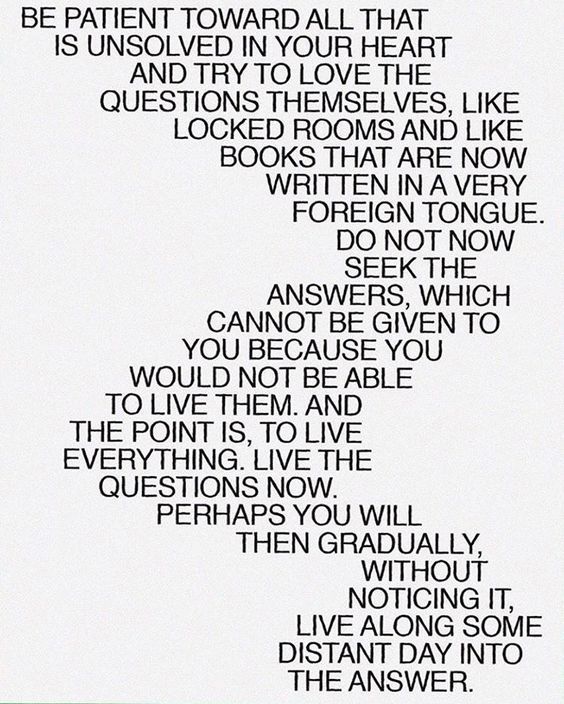 BE PATIENT TOWARD ALL THAT
IS UNSOLVED IN YOUR HEART
AND TRY TO LOVE THE
QUESTIONS THEMSELVES, LIKE
LOCKED ROOMS AND LIKE
BOOKS THAT ARE NOW
WRITTEN IN A VERY
FOREIGN TONGUE.
DO NOT NOW
SEEK THE
ANSWERS, WHICH
CANNOT BE GIVEN TO
YOU BECAUSE YOU
WOULD NOT BE ABLE
TO LIVE THEM. AND
THE POINT IS, TO LIVE
EVERYTHING. LIVE THE
QUESTIONS NOW.
PERHAPS YOU WILL
THEN GRADUALLY,
WITHOUT
NOTICING IT,
LIVE ALONG SOME
DISTANT DAY INTO
THE ANSWER.